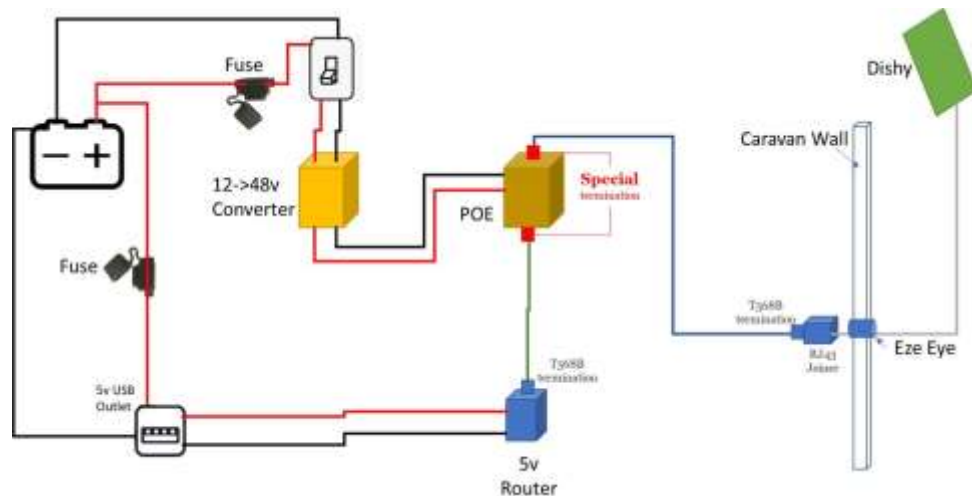 Fuse
Dishy
Caravan Wall
12->48v
Converter
POE
Special
termination
Fuse
T568B
termination
RJ45
Joiner
Eze Eye
T568B
termination
5v USB
Outlet
5v
Router